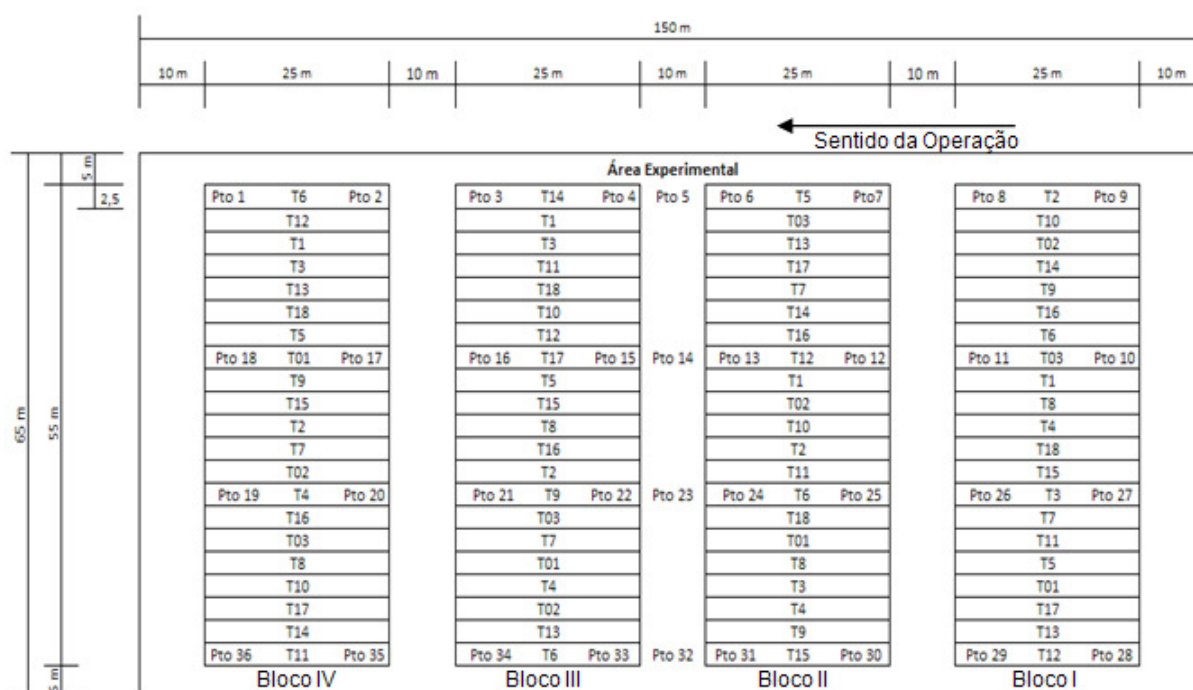 150 m
10 m 25 m 10 m 25 m 10 m 25 m 10 m 25 m 10 m
Sentido da Operação
Área Experimental
5 m
2,5
65 m
55 m
Pto 1 T6 Pto 2 Pto 3 T14 Pto 4 Pto 5 Pto 6 T5 Pto7 Pto 8 T2 Pto 9
T12 T1 T03 T10
T1 T3 T13 T02
T3 T11 T17 T14
T13 T18 T7 T9
T18 T10 T14 T16
T5 T12 T16 T6
Pto 18 T01 Pto 17 Pto 16 T17 Pto 15 Pto 14 Pto 13 T12 Pto 12 Pto 11 T03 Pto 10
T9 T5 T1 T1
T15 T15 T02 T8
T2 T8 T10 T4
T7 T16 T2 T18
T02 T2 T11 T15
Pto 19 T4 Pto 20 Pto 21 T9 Pto 22 Pto 23 Pto 24 T6 Pto 25 Pto 26 T3 Pto 27
T16 T03 T18 T7
T03 T7 T01 T11
T8 T01 T8 T5
T10 T4 T3 T01
T17 T02 T4 T17
T14 T13 T9 T13
Pto 36 T11 Pto 35 Pto 34 T6 Pto 33 Pto 32 Pto 31 T15 Pto 30 Pto 29 T12 Pto 28
Bloco IV Bloco III Bloco II Bloco I